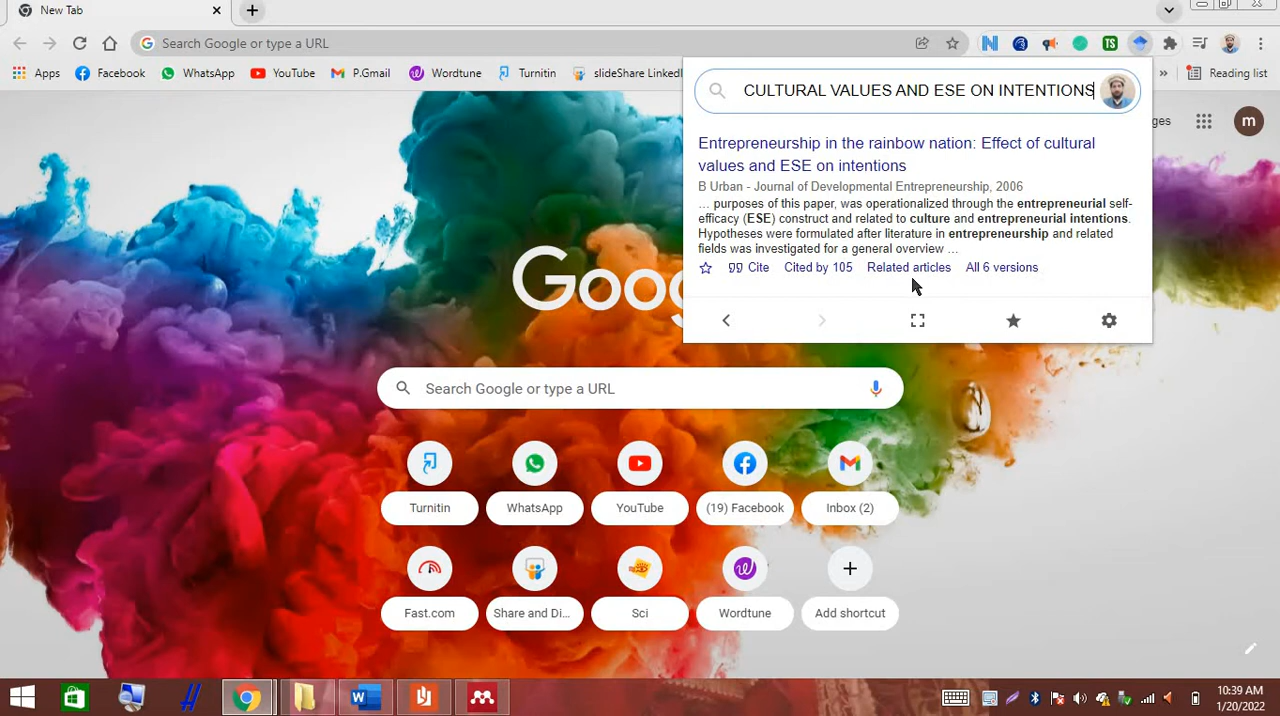 New Tab
Search Google or type a URL
TS
Apps Facebook WhatsApp YouTube P.Gmail Wordtune Turnitin slideShare LinkedI » Reading list
CULTURAL VALUES AND ESE ON INTENTIONS
ges m
Entrepreneurship in the rainbow nation: Effect of cultural
values and ESE on intentions
B Urban - Journal of Developmental Entrepreneurship, 2006
... purposes of this paper, was operationalized through the entrepreneurial self-
efficacy (ESE) construct and related to culture and entrepreneurial intentions.
Hypotheses were formulated after literature in entrepreneurship and related
fields was investigated for a general overview ...
Cite Cited by 105 Related articles All 6 versions
Goo
Search Google or type a URL
Turnitin WhatsApp YouTube (19) Facebook Inbox (2)
Fast.com Share and Di... Sci Wordtune Add shortcut
10:39 AM
1/20/2022